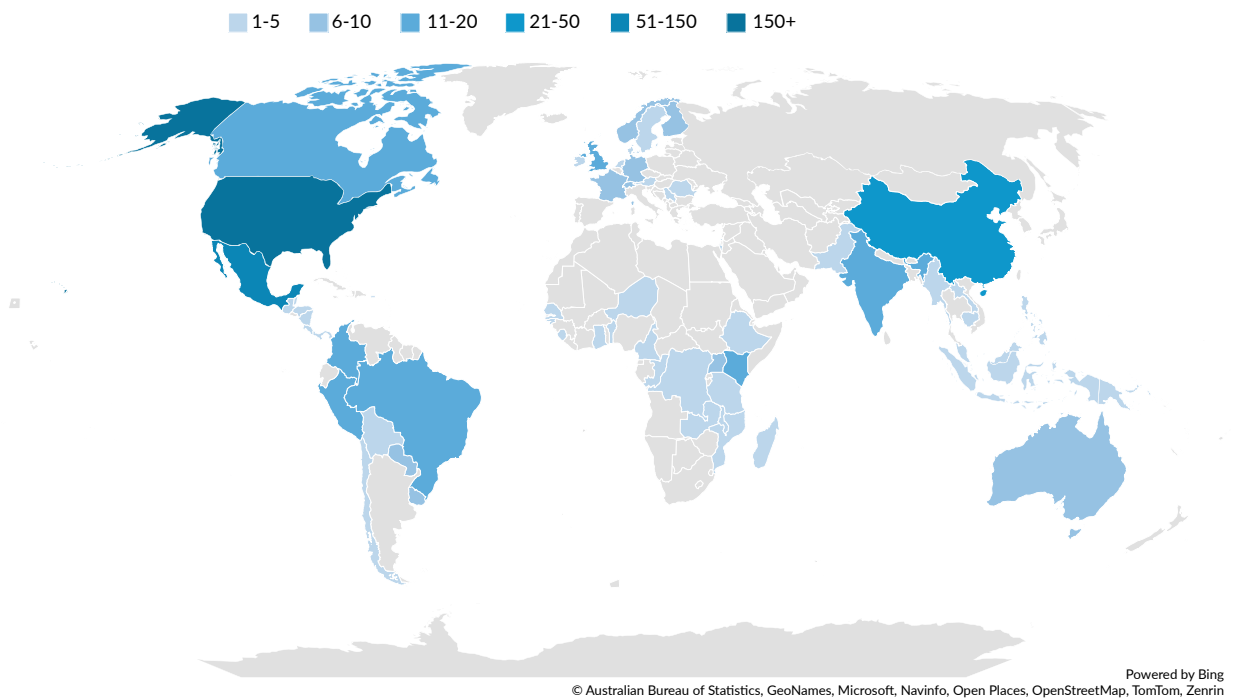 1-5 6-10 11-20 21-50 51-150 150+
Powered by Bing
© Australian Bureau of Statistics, GeoNames, Microsoft, Navinfo, Open Places, OpenStreetMap, TomTom, Zenrin